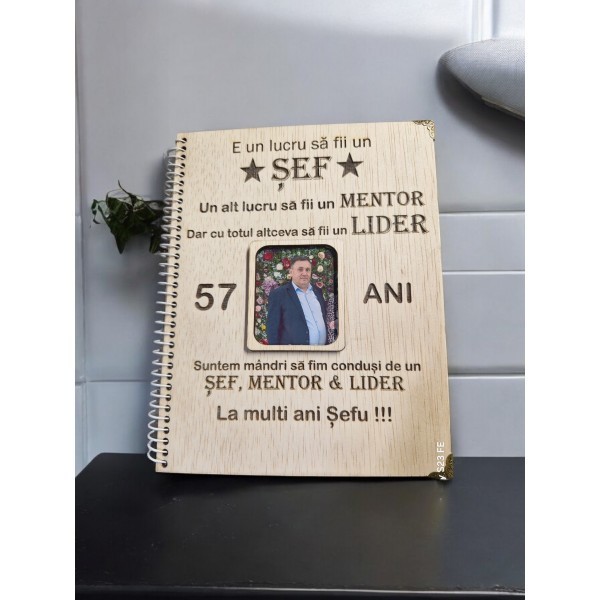 E un lucru să fii un
★ ȘEF ★
Un alt lucru să fii un MENTOR
Dar cu totul altceva să fii un LIDER
57 ANI
Suntem mândri să fim conduși de un
ȘEF, MENTOR & LIDER
La multi ani Șefu !!!
S23 FE